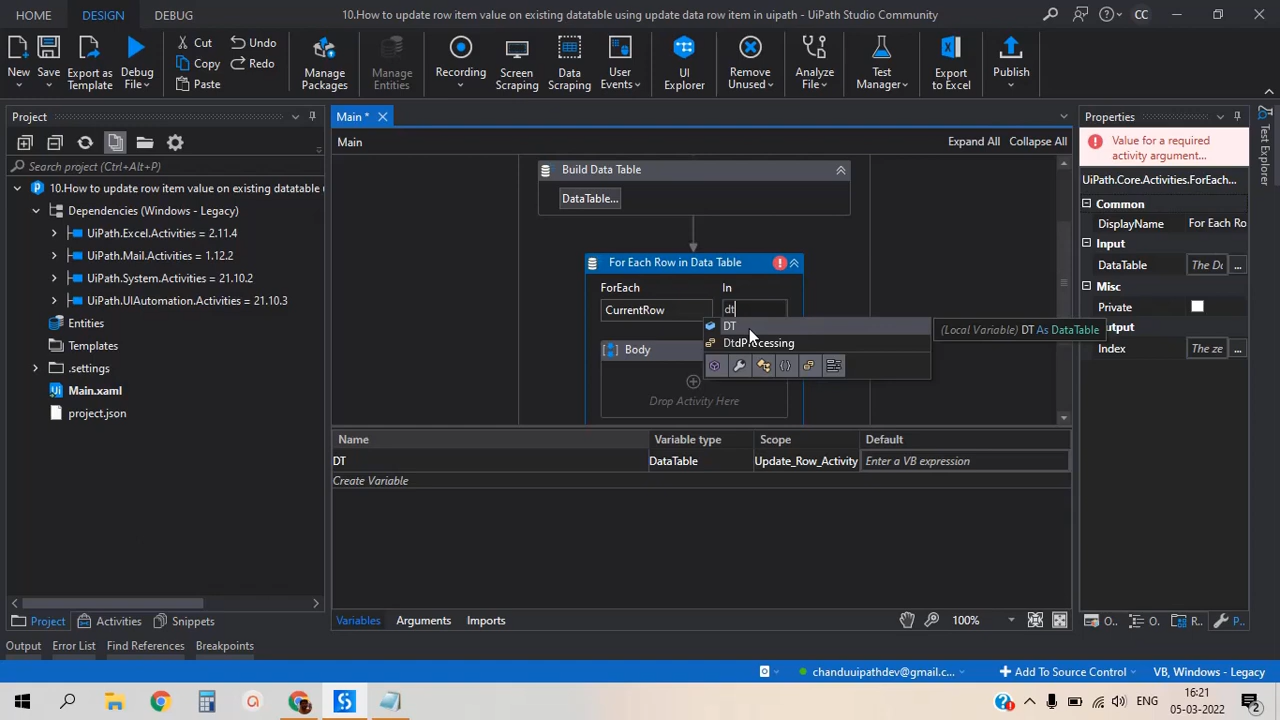 HOME DESIGN DEBUG 10.How to update row item value on existing datatable using update data row item in uipath - UiPath Studio Community CC
Cut Undo
Copy Redo
Paste
New Save Export as Template Debug File Manage Packages Manage Entities Recording Screen Scraping Data Scraping User Events UI Explorer Remove Unused Analyze File Test Manager Export to Excel Publish
Project
Search project (Ctrl+Alt+P)
10.How to update row item value on existing datatable
Dependencies (Windows - Legacy)
UiPath.Excel.Activities = 2.11.4
UiPath.Mail.Activities = 1.12.2
UiPath.System.Activities = 21.10.2
UiPath.UIAutomation.Activities = 21.10.3
Entities
Templates
.settings
Main.xaml
project.json
Project Activities Snippets
Main *
Main Expand All Collapse All
Build Data Table
DataTable...
For Each Row in Data Table
ForEach In
CurrentRow dt
DT
DtdProcessing
(Local Variable) DT As DataTable
Body
Drop Activity Here
Name Variable type Scope Default
DT DataTable Update_Row_Activity Enter a VB expression
Create Variable
Variables Arguments Imports 100%
Properties
Value for a required
activity argument...
UiPath.Core.Activities.ForEach...
Common
DisplayName For Each Ro
Input
DataTable The Da ...
Misc
Private
utput
Index The ze ...
O.. O. R.. P..
Test Explorer
Output Error List Find References Breakpoints
chanduuipathdev@gmail.c... Add To Source Control VB, Windows - Legacy
ENG 16:21
05-03-2022 2